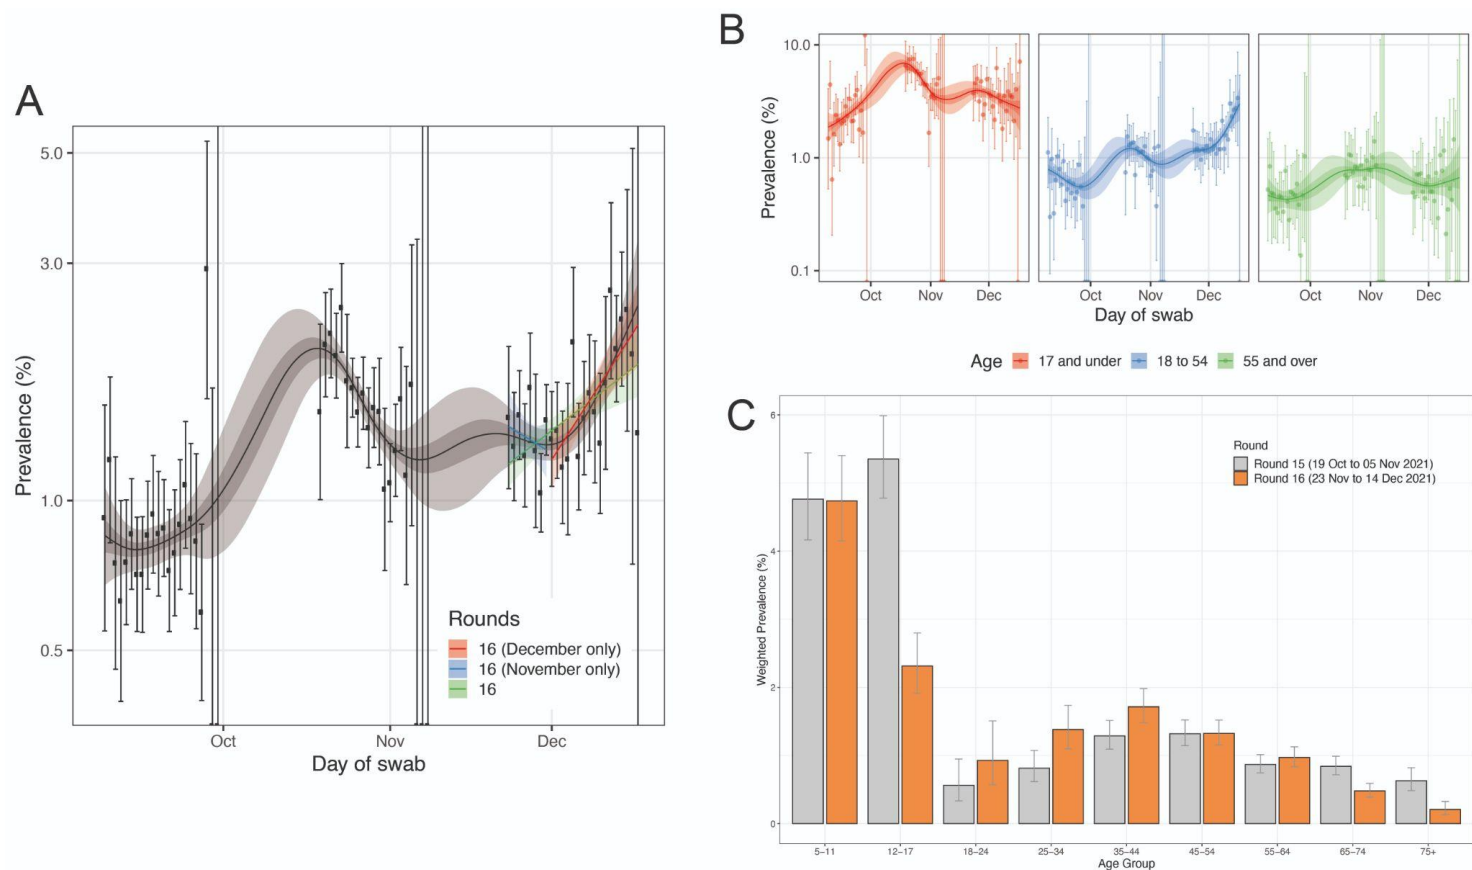 A
5.0
3.0
1.0
0.5
Prevalence (%)
Oct Nov Dec
Day of swab
Rounds
16 (December only)
16 (November only)
16
B
10.0
1.0
0.1
Prevalence (%)
Oct Nov Dec Oct Nov Dec Oct Nov Dec
Day of swab
Age 17 and under 18 to 54 55 and over
C
6
4
2
0
Weighted Prevalence (%)
Round
Round 15 (19 Oct to 05 Nov 2021)
Round 16 (23 Nov to 14 Dec 2021)
5–11 12–17 18–24 25–34 35–44 45–54 55–64 65–74 75+
Age Group